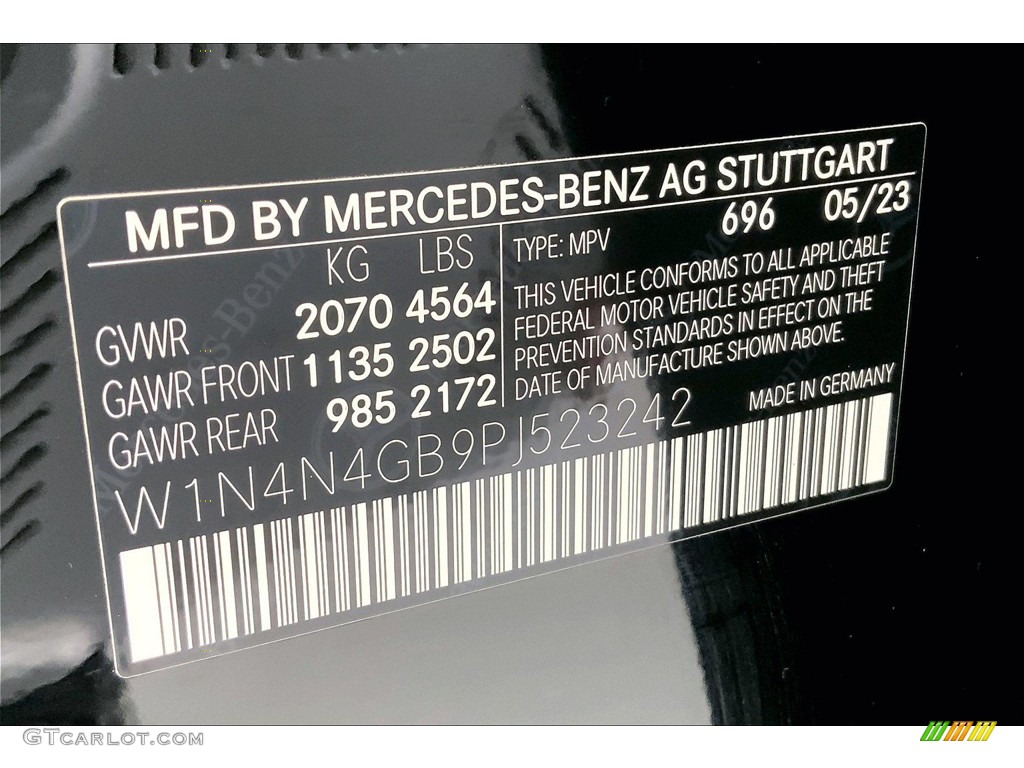 MFD BY MERCEDES-BENZ AG STUTTGART
KG LBS
GVWR 2070 4564
GAWR FRONT 1135 2502
GAWR REAR 985 2172
696 05/23
TYPE: MPV
THIS VEHICLE CONFORMS TO ALL APPLICABLE
FEDERAL MOTOR VEHICLE SAFETY AND THEFT
PREVENTION STANDARDS IN EFFECT ON THE
DATE OF MANUFACTURE SHOWN ABOVE.
W1N4N4GB9PJ523242
MADE IN GERMANY
GTCARLOT.COM